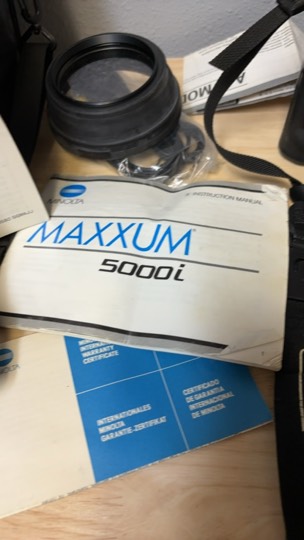 MINOLTA
INSTRUCTION MANUAL
MAXXUM
5000i
INTERNATIONAL
WARRANTY
CERTIFICATE
CERTIFICADO
DE GARANTIA
INTERNACIONAL
DE MINOLTA
INTERNATIONALES
MINOLTA
GARANTIE-ZERTIFIKAT